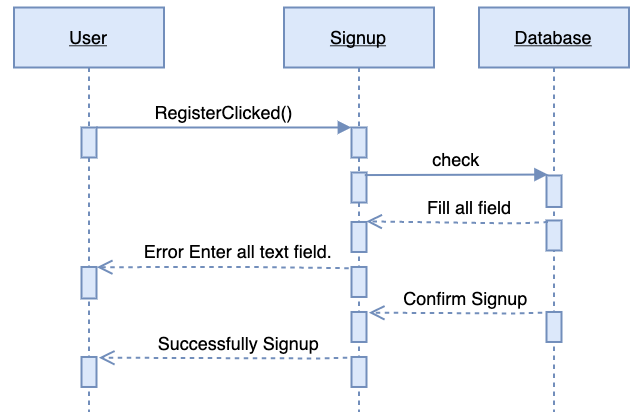 User
Signup
Database
RegisterClicked()
check
Fill all field
Error Enter all text field.
Confirm Signup
Successfully Signup